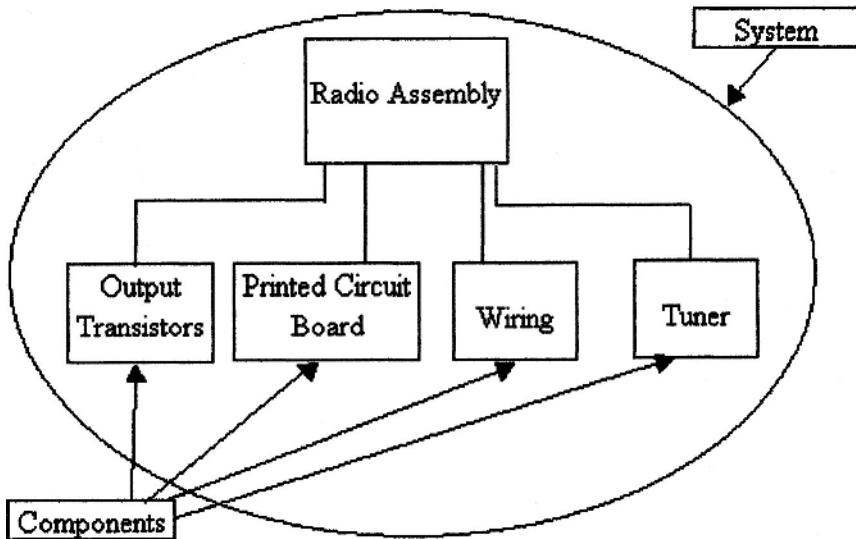 System
Radio Assembly
Output
Transistors
Printed Circuit
Board
Wiring
Tuner
Components